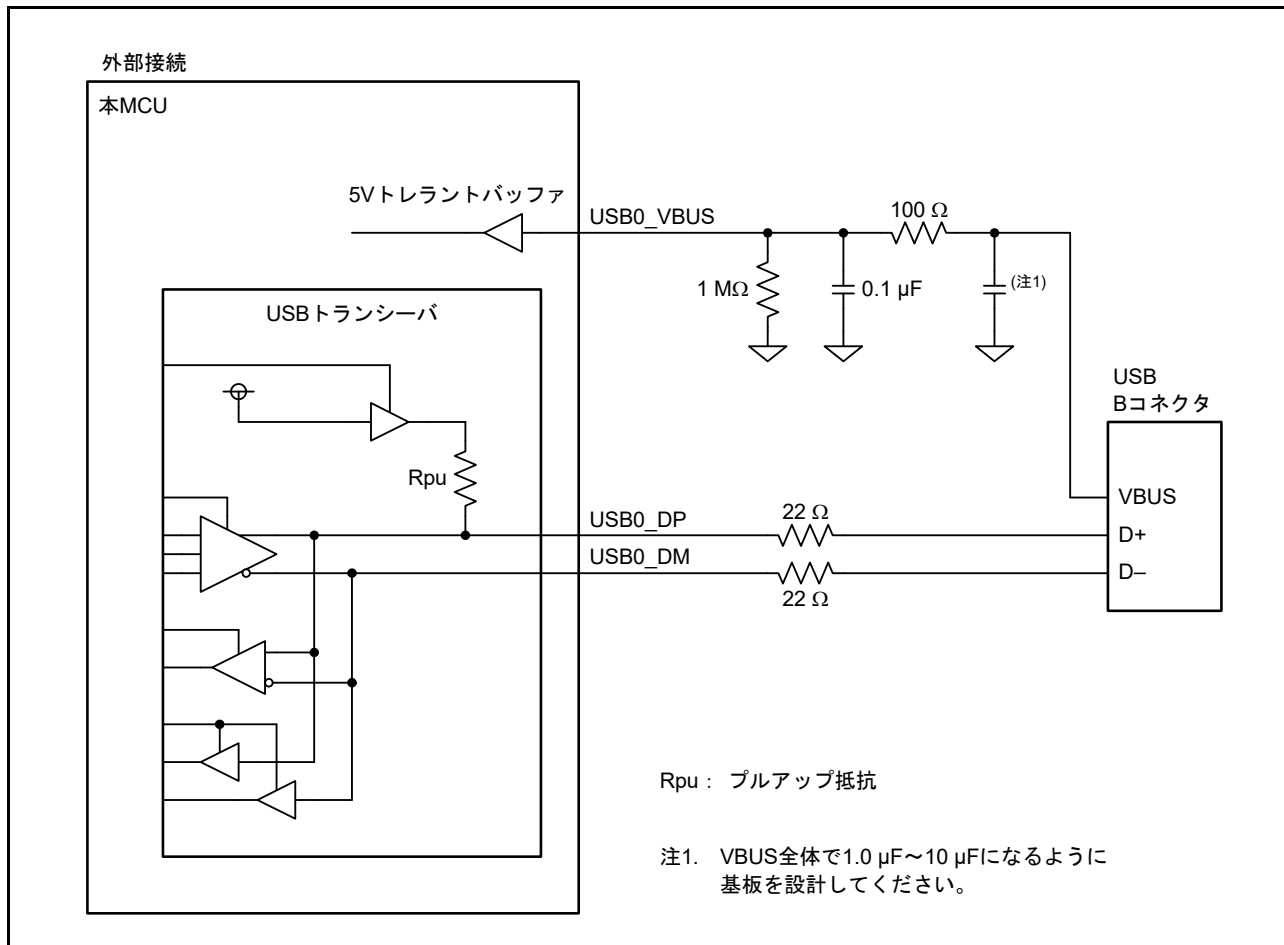 外部接続
本MCU
5Vトレラントバッファ
USB0_VBUS
100 Ω
1 MΩ
0.1 µF
(注1)
USBトランシーバ
USB
Bコネクタ
Rpu
VBUS
USB0_DP
22 Ω
D+
USB0_DM
22 Ω
D–
Rpu： プルアップ抵抗
注1. VBUS全体で1.0 µF～10 µFになるように
基板を設計してください。